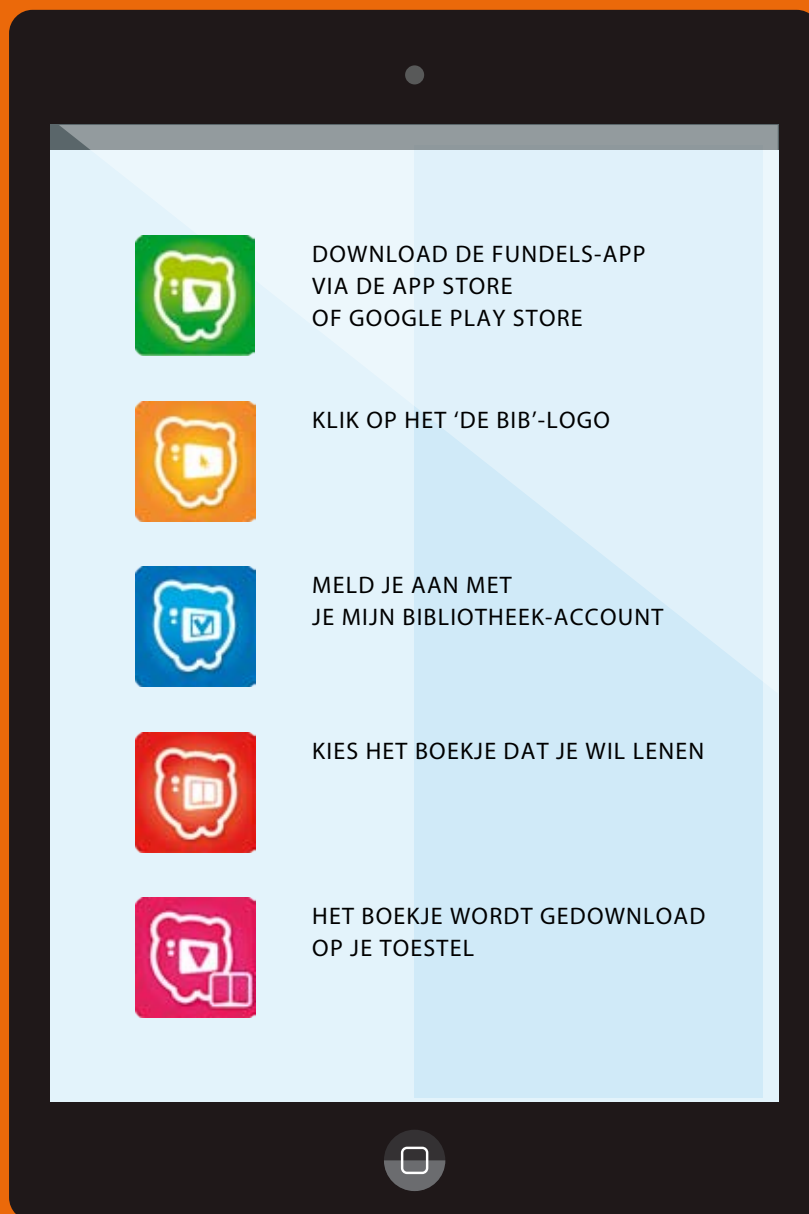 DOWNLOAD DE FUNDELS-APP
VIA DE APP STORE
OF GOOGLE PLAY STORE
KLIK OP HET ‘DE BIB’-LOGO
MELD JE AAN MET
JE MIJN BIBLIOTHEEK-ACCOUNT
KIES HET BOEKJE DAT JE WIL LENEN
HET BOEKJE WORDT GEDOWNLOAD
OP JE TOESTEL